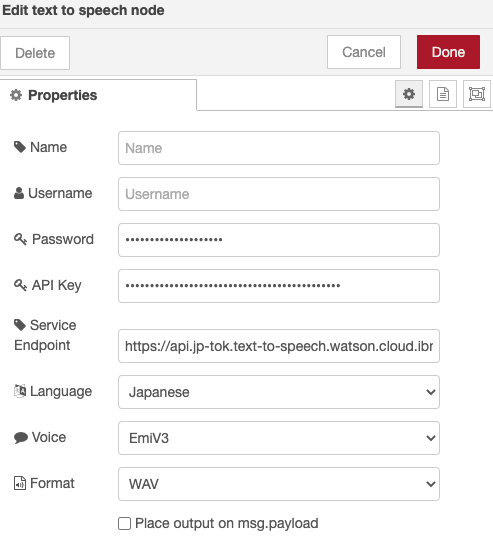 Edit text to speech node
Delete
Cancel
Done
Properties
Name
Name
Username
Username
Password
••••••••••••••••••••
API Key
••••••••••••••••••••••••••••••••••••••••••••
Service
Endpoint
https://api.jp-tok.text-to-speech.watson.cloud.ibr
Language
Japanese
Voice
EmiV3
Format
WAV
Place output on msg.payload